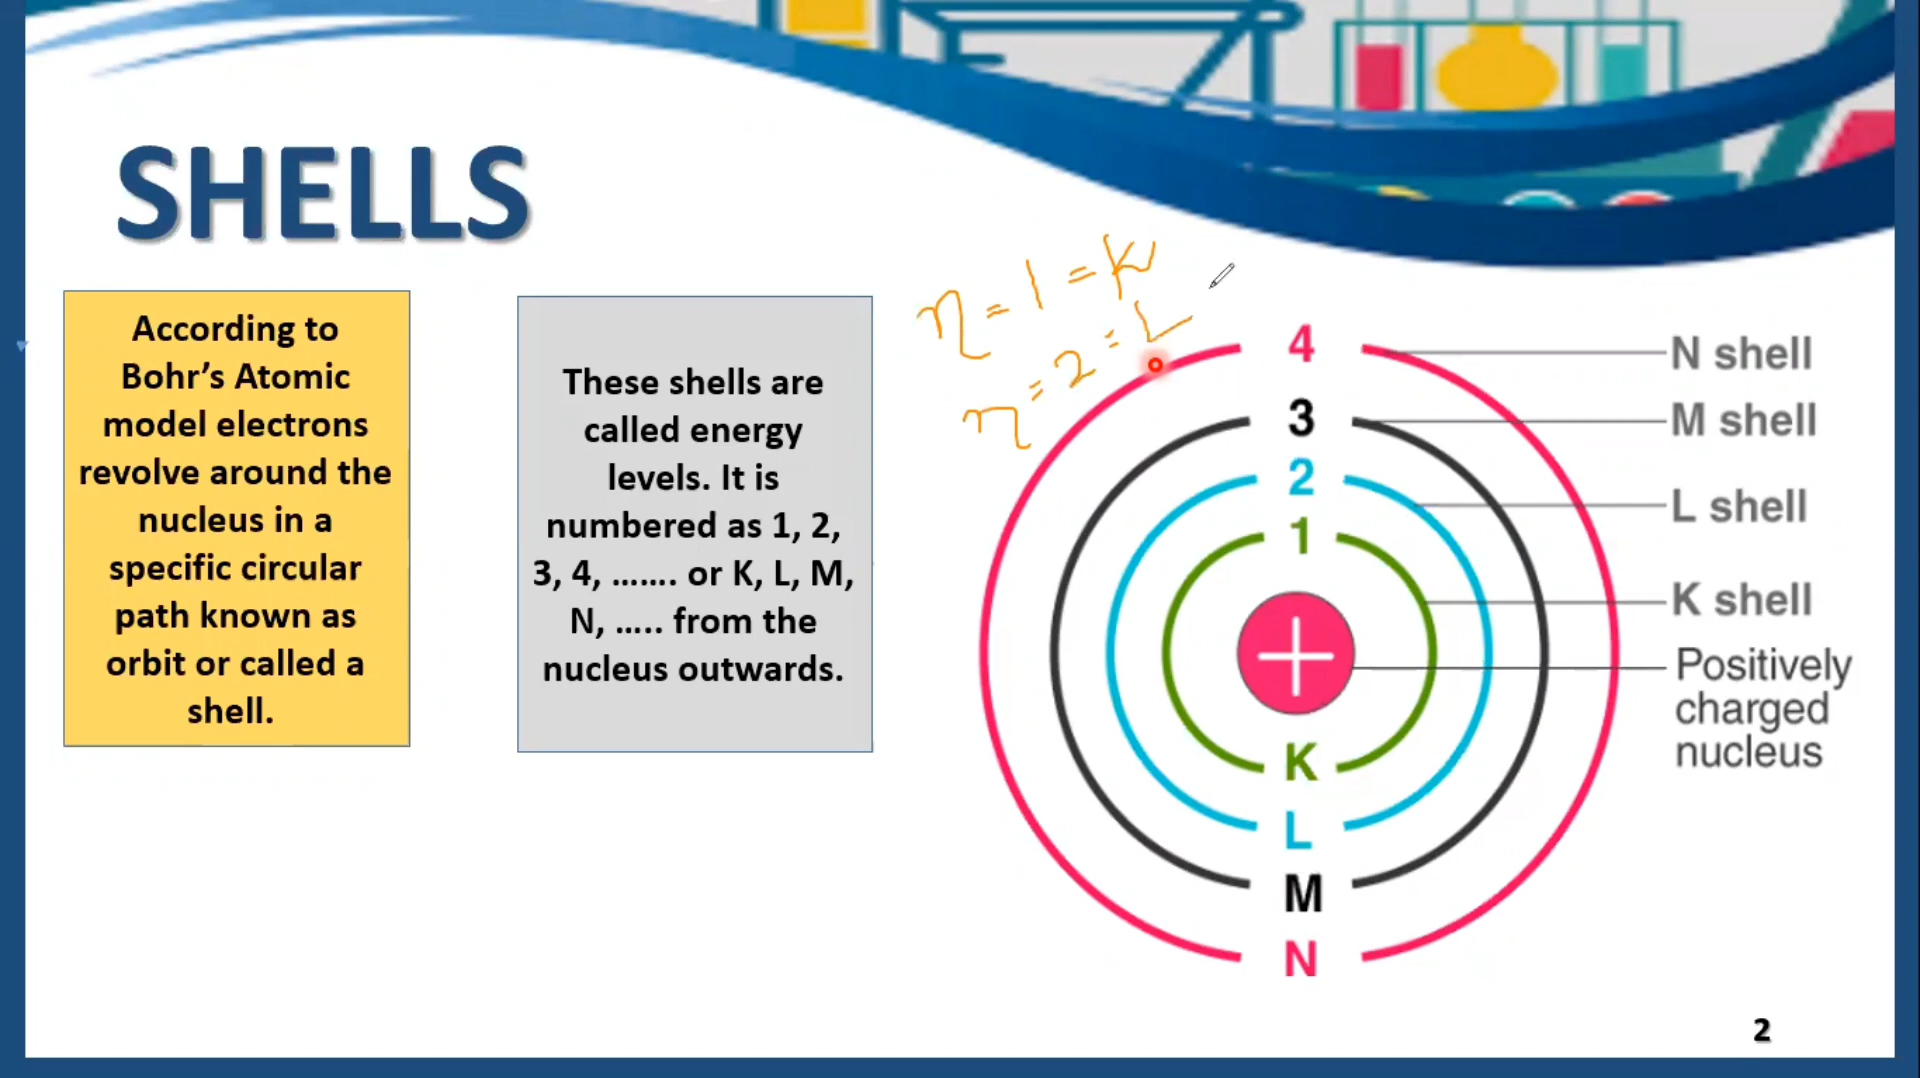 SHELLS
According to
Bohr’s Atomic
model electrons
revolve around the
nucleus in a
specific circular
path known as
orbit or called a
shell.
These shells are
called energy
levels. It is
numbered as 1, 2,
3, 4, ....... or K, L, M,
N, ..... from the
nucleus outwards.
η = 1 = K
η = 2 = L
4
3
2
1
K
L
M
N
N shell
M shell
L shell
K shell
Positively
charged
nucleus
2